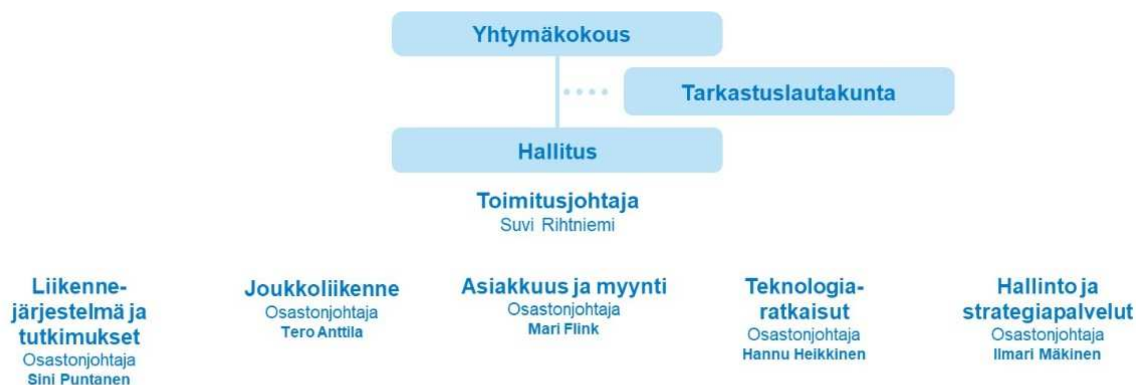 Yhtymäkokous
Tarkastuslautakunta
Hallitus
Toimitusjohtaja
Suvi Rihtniemi
Liikenne-
järjestelmä ja
tutkimukset
Osastonjohtaja
Sini Puntanen
Joukkoliikenne
Osastonjohtaja
Tero Anttila
Asiakkuus ja myynti
Osastonjohtaja
Mari Flink
Teknologia-
ratkaisut
Osastonjohtaja
Hannu Heikkinen
Hallinto ja
strategiapalvelut
Osastonjohtaja
Ilmari Mäkinen